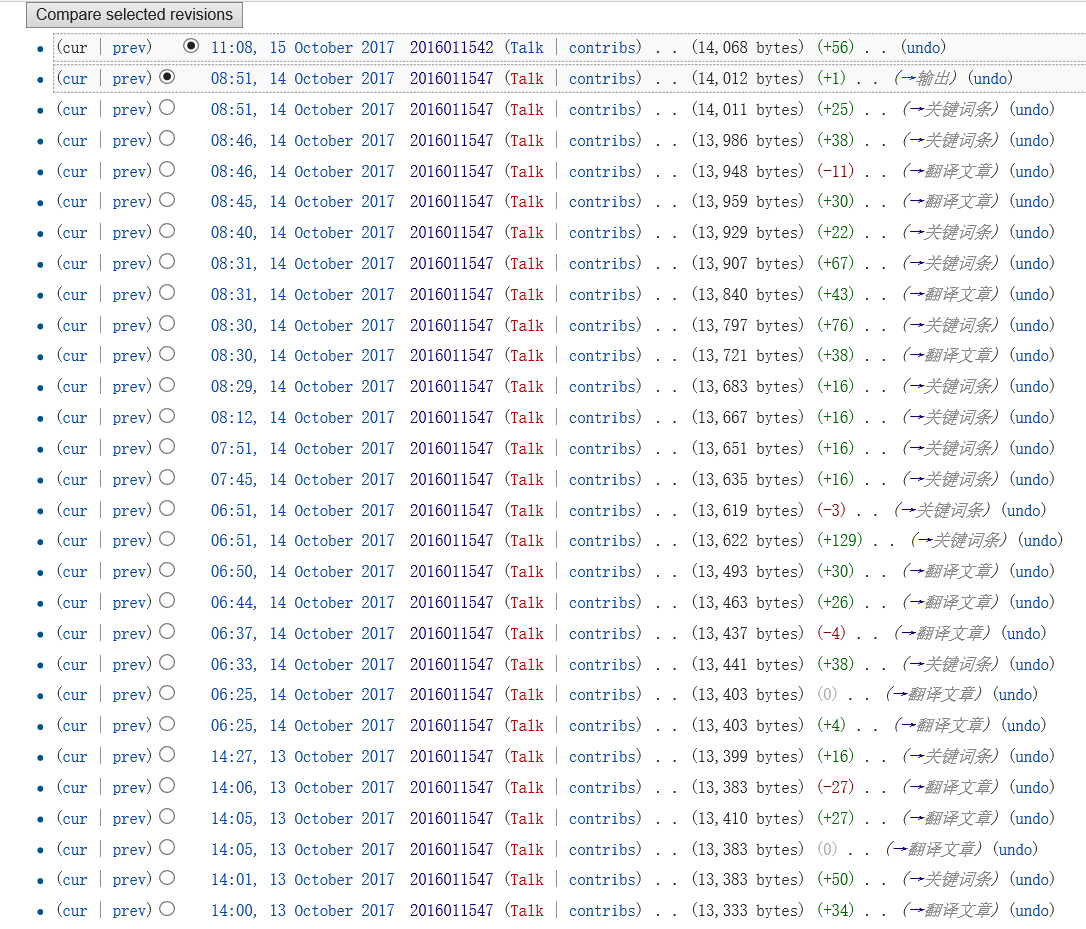 Compare selected revisions
(cur | prev) 11:08, 15 October 2017 2016011542 (Talk | contribs) . . (14,068 bytes) (+56) . . (undo)
(cur | prev) 08:51, 14 October 2017 2016011547 (Talk | contribs) . . (14,012 bytes) (+1) . . (→输出) (undo)
(cur | prev) 08:51, 14 October 2017 2016011547 (Talk | contribs) . . (14,011 bytes) (+25) . . (→关键词条) (undo)
(cur | prev) 08:46, 14 October 2017 2016011547 (Talk | contribs) . . (13,986 bytes) (+38) . . (→关键词条) (undo)
(cur | prev) 08:46, 14 October 2017 2016011547 (Talk | contribs) . . (13,948 bytes) (-11) . . (→翻译文章) (undo)
(cur | prev) 08:45, 14 October 2017 2016011547 (Talk | contribs) . . (13,959 bytes) (+30) . . (→翻译文章) (undo)
(cur | prev) 08:40, 14 October 2017 2016011547 (Talk | contribs) . . (13,929 bytes) (+22) . . (→关键词条) (undo)
(cur | prev) 08:31, 14 October 2017 2016011547 (Talk | contribs) . . (13,907 bytes) (+67) . . (→关键词条) (undo)
(cur | prev) 08:31, 14 October 2017 2016011547 (Talk | contribs) . . (13,840 bytes) (+43) . . (→翻译文章) (undo)
(cur | prev) 08:30, 14 October 2017 2016011547 (Talk | contribs) . . (13,797 bytes) (+76) . . (→关键词条) (undo)
(cur | prev) 08:30, 14 October 2017 2016011547 (Talk | contribs) . . (13,721 bytes) (+38) . . (→翻译文章) (undo)
(cur | prev) 08:29, 14 October 2017 2016011547 (Talk | contribs) . . (13,683 bytes) (+16) . . (→关键词条) (undo)
(cur | prev) 08:12, 14 October 2017 2016011547 (Talk | contribs) . . (13,667 bytes) (+16) . . (→关键词条) (undo)
(cur | prev) 07:51, 14 October 2017 2016011547 (Talk | contribs) . . (13,651 bytes) (+16) . . (→关键词条) (undo)
(cur | prev) 07:45, 14 October 2017 2016011547 (Talk | contribs) . . (13,635 bytes) (+16) . . (→关键词条) (undo)
(cur | prev) 06:51, 14 October 2017 2016011547 (Talk | contribs) . . (13,619 bytes) (-3) . . (→关键词条) (undo)
(cur | prev) 06:51, 14 October 2017 2016011547 (Talk | contribs) . . (13,622 bytes) (+129) . . (→关键词条) (undo)
(cur | prev) 06:50, 14 October 2017 2016011547 (Talk | contribs) . . (13,493 bytes) (+30) . . (→翻译文章) (undo)
(cur | prev) 06:44, 14 October 2017 2016011547 (Talk | contribs) . . (13,463 bytes) (+26) . . (→翻译文章) (undo)
(cur | prev) 06:37, 14 October 2017 2016011547 (Talk | contribs) . . (13,437 bytes) (-4) . . (→翻译文章) (undo)
(cur | prev) 06:33, 14 October 2017 2016011547 (Talk | contribs) . . (13,441 bytes) (+38) . . (→关键词条) (undo)
(cur | prev) 06:25, 14 October 2017 2016011547 (Talk | contribs) . . (13,403 bytes) (0) . . (→翻译文章) (undo)
(cur | prev) 06:25, 14 October 2017 2016011547 (Talk | contribs) . . (13,403 bytes) (+4) . . (→翻译文章) (undo)
(cur | prev) 14:27, 13 October 2017 2016011547 (Talk | contribs) . . (13,399 bytes) (+16) . . (→关键词条) (undo)
(cur | prev) 14:06, 13 October 2017 2016011547 (Talk | contribs) . . (13,383 bytes) (-27) . . (→翻译文章) (undo)
(cur | prev) 14:05, 13 October 2017 2016011547 (Talk | contribs) . . (13,410 bytes) (+27) . . (→翻译文章) (undo)
(cur | prev) 14:05, 13 October 2017 2016011547 (Talk | contribs) . . (13,383 bytes) (0) . . (→翻译文章) (undo)
(cur | prev) 14:01, 13 October 2017 2016011547 (Talk | contribs) . . (13,383 bytes) (+50) . . (→关键词条) (undo)
(cur | prev) 14:00, 13 October 2017 2016011547 (Talk | contribs) . . (13,333 bytes) (+34) . . (→翻译文章) (undo)